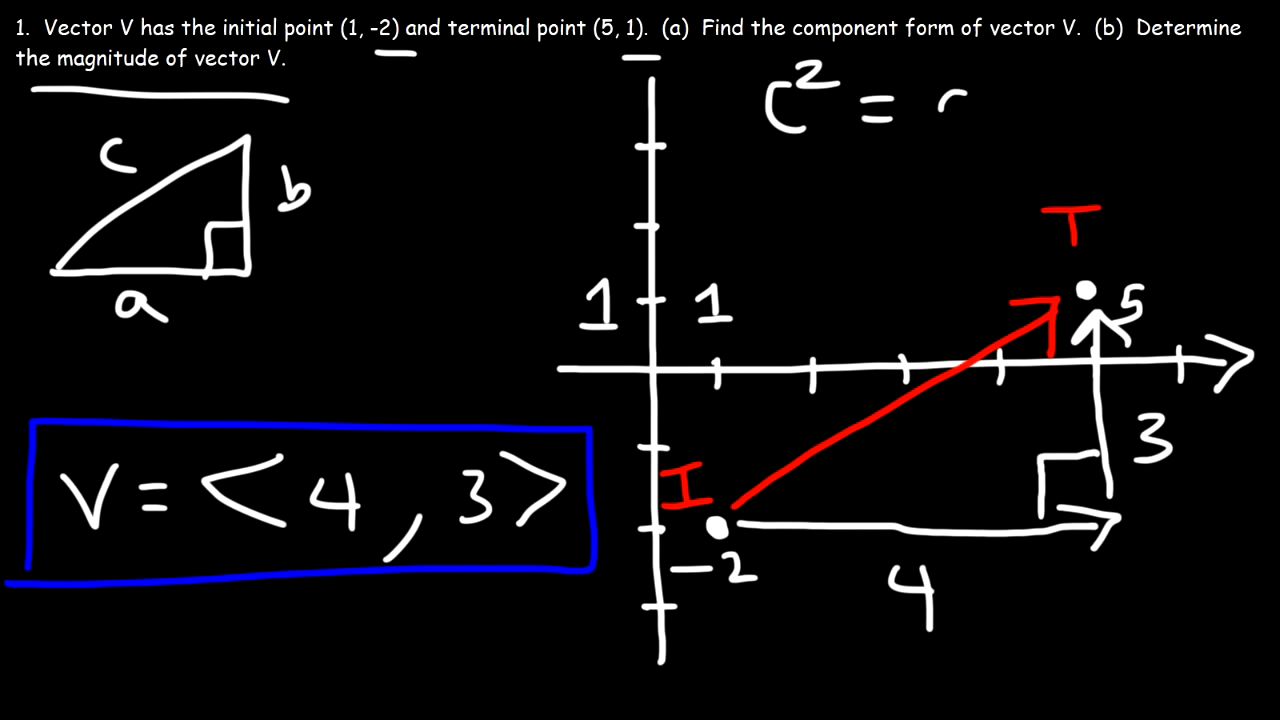 1. Vector V has the initial point (1, -2) and terminal point (5, 1). (a) Find the component form of vector V. (b) Determine
the magnitude of vector V.
c² =
c
b
a
T
1 1
5
3
I
V = < 4 , 3 >
-2
4